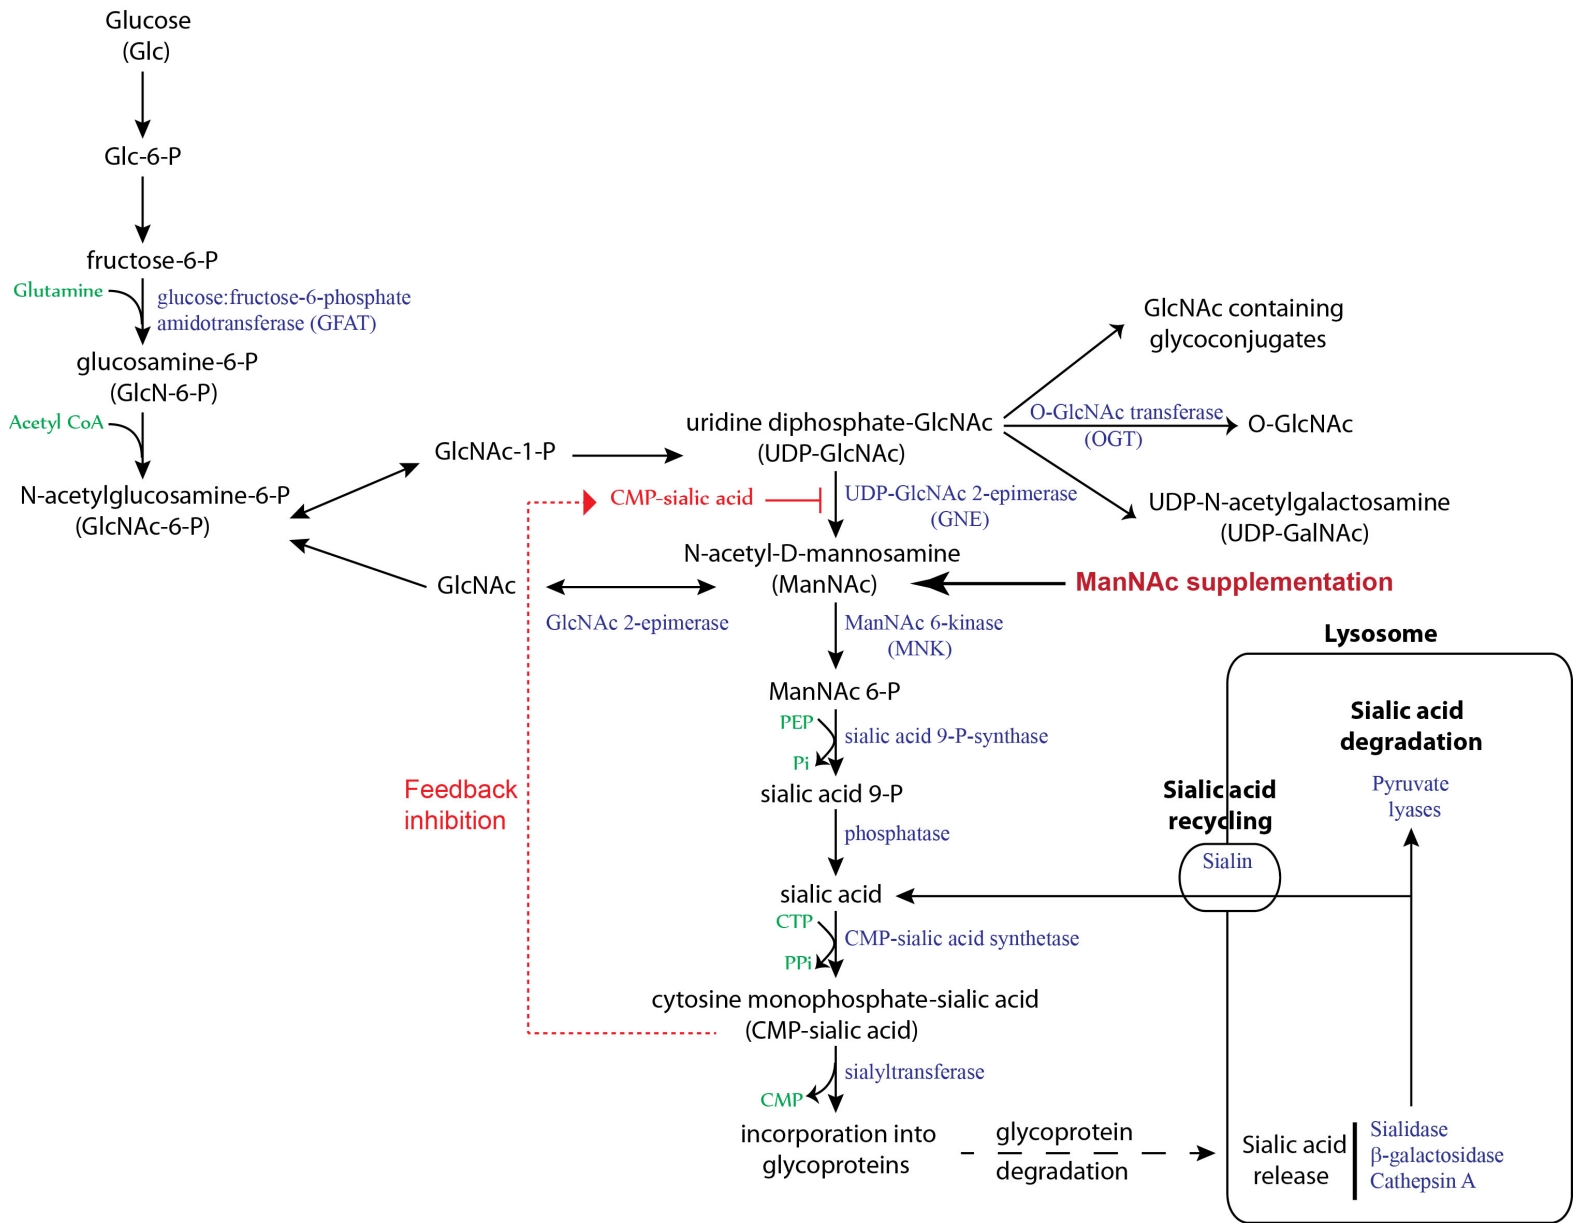 Glucose
(Glc)
Glc-6-P
fructose-6-P
Glutamine
glucose:fructose-6-phosphate
amidotransferase (GFAT)
glucosamine-6-P
(GlcN-6-P)
Acetyl CoA
N-acetylglucosamine-6-P
(GlcNAc-6-P)
GlcNAc-1-P
GlcNAc
GlcNAc 2-epimerase
uridine diphosphate-GlcNAc
(UDP-GlcNAc)
GlcNAc containing
glycoconjugates
O-GlcNAc transferase
(OGT)
O-GlcNAc
UDP-N-acetylgalactosamine
(UDP-GalNAc)
CMP-sialic acid
UDP-GlcNAc 2-epimerase
(GNE)
N-acetyl-D-mannosamine
(ManNAc)
ManNAc supplementation
ManNAc 6-kinase
(MNK)
ManNAc 6-P
PEP
Pi
sialic acid 9-P-synthase
sialic acid 9-P
phosphatase
Feedback
inhibition
sialic acid
CTP
PPi
CMP-sialic acid synthetase
cytosine monophosphate-sialic acid
(CMP-sialic acid)
sialyltransferase
CMP
incorporation into
glycoproteins
glycoprotein
degradation
Lysosome
Sialic acid
degradation
Pyruvate
lyases
Sialic acid
recycling
Sialin
Sialic acid
release
Sialidase
β-galactosidase
Cathepsin A